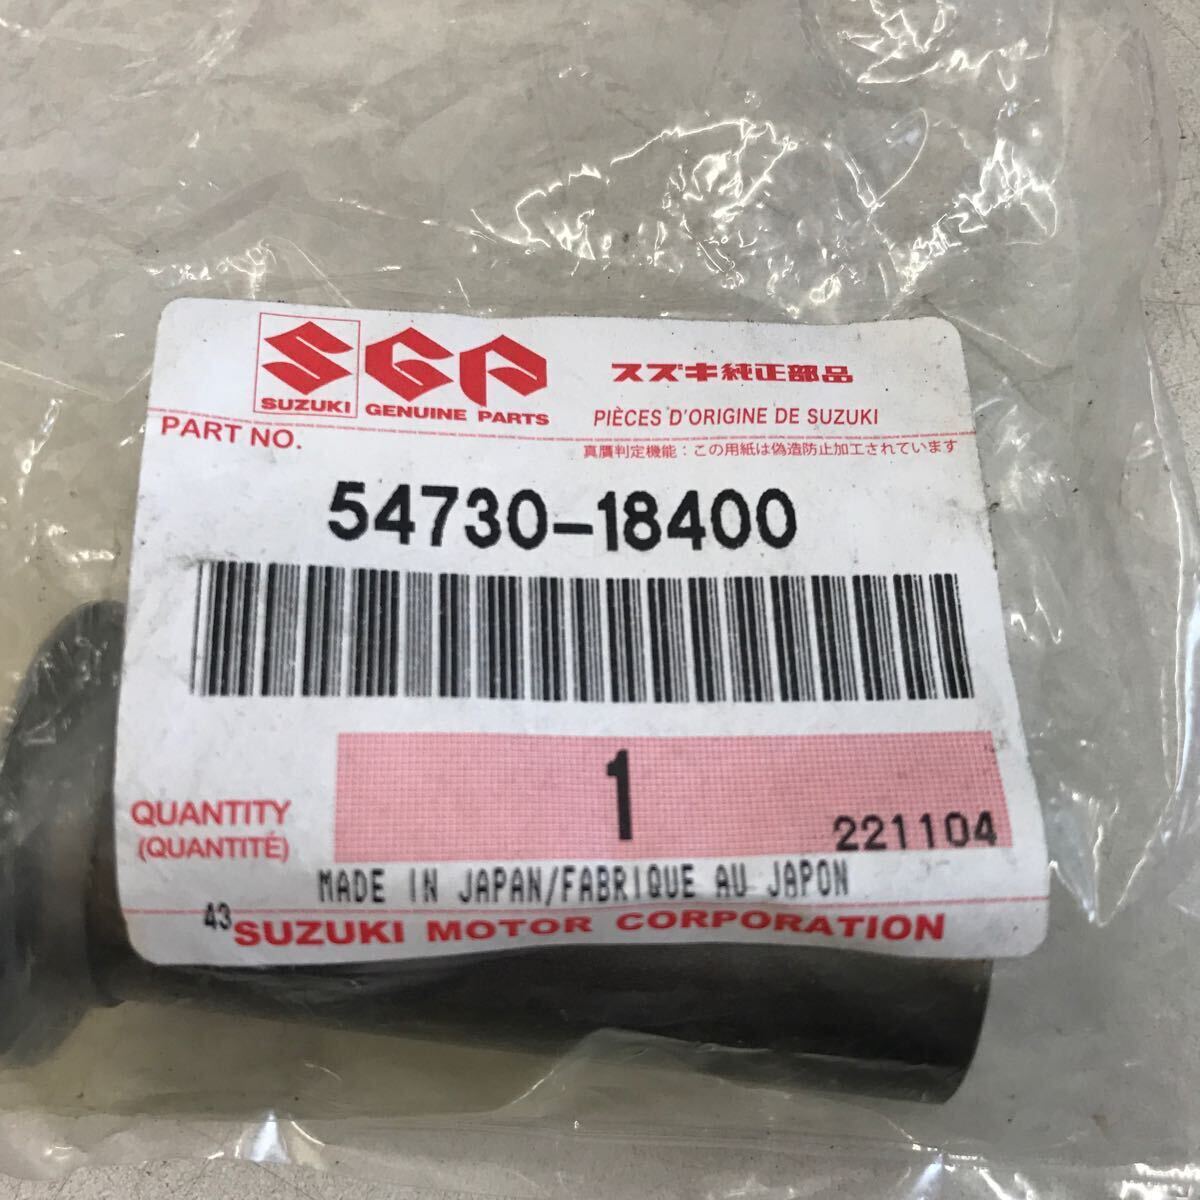 SGP
SUZUKI GENUINE PARTS
スズキ純正部品
PIÈCES D'ORIGINE DE SUZUKI
真贋判定機能：この用紙は偽造防止加工されています
PART NO.
54730-18400
1
QUANTITY
(QUANTITÉ)
221104
MADE IN JAPAN/FABRIQUE AU JAPON
43
SUZUKI MOTOR CORPORATION